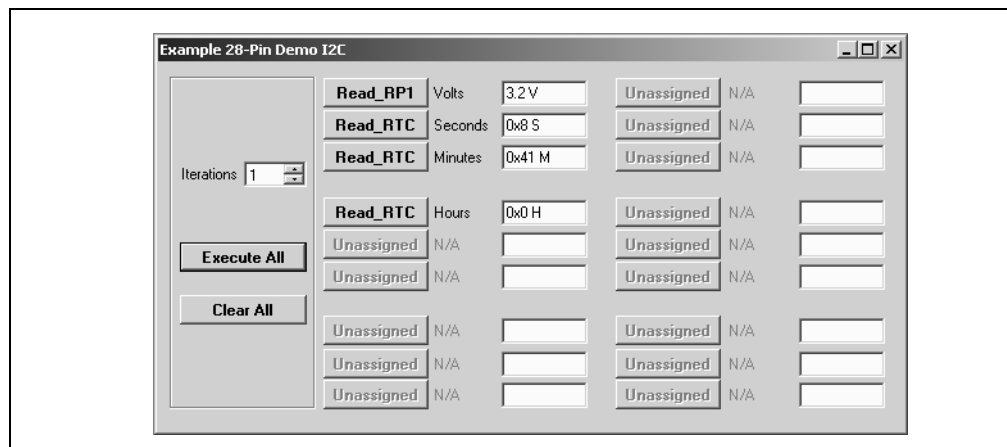 Example 28-Pin Demo I2C
Read_RP1 Volts 3.2 V Unassigned N/A
Read_RTC Seconds 0x8 S Unassigned N/A
Read_RTC Minutes 0x41 M Unassigned N/A
Iterations 1
Read_RTC Hours 0x0 H Unassigned N/A
Unassigned N/A Unassigned N/A
Execute All
Unassigned N/A Unassigned N/A
Clear All
Unassigned N/A Unassigned N/A
Unassigned N/A Unassigned N/A
Unassigned N/A Unassigned N/A